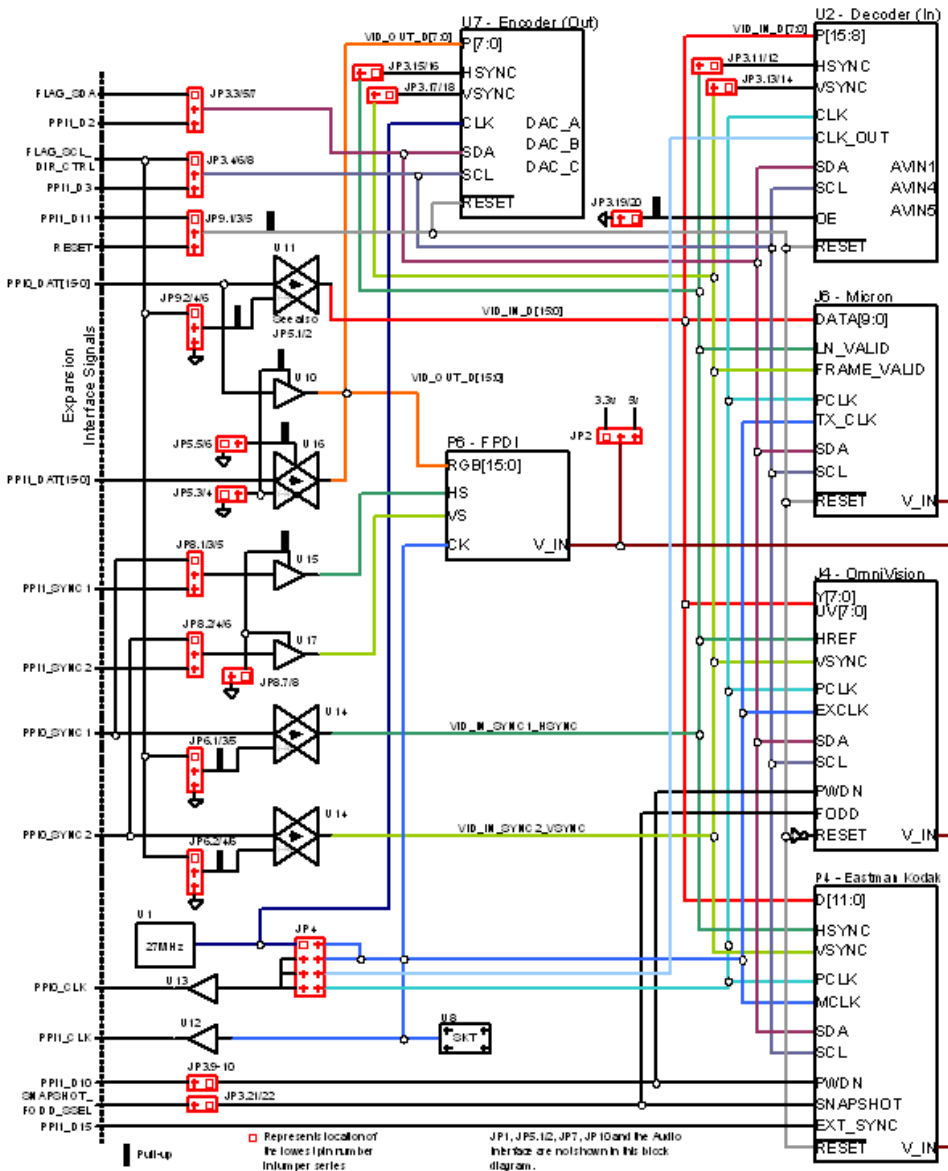 U7 - Encoder (Out)
VID_OUT_D[7:0]
P[7:0]
JP3.15/16
HSYNC
JP3.17/18
VSYNC
CLK
DAC_A
DAC_B
SDA
DAC_C
SCL
RESET
U2 - Decoder (In)
VID_IN_D[7:0]
P[15:8]
JP3.11/12
HSYNC
JP3.13/14
VSYNC
CLK
CLK_OUT
SDA
AVIN1
SCL
AVIN4
AVIN5
JP3.19/20
OE
RESET
FLAG_SDA
JP3.3/5/7
PPI1_D2
FLAG_SCL_
DIR_CTRL
JP3.4/6/8
PPI1_D3
PPI1_D11
JP9.1/3/5
RESET
U11
PPI0_DAT[15:0]
JP9.2/4/6
See also
JP5.1/2
VID_IN_D[15:0]
Expansion
Interface Signals
U10
VID_OUT_D[15:0]
JP5.5/6
U16
PPI1_DAT[15:0]
JP5.3/4
3.3v
5v
JP2
P6 - FPDI
RGB[15:0]
HS
VS
CK
V_IN
J6 - Micron
DATA[9:0]
LN_VALID
FRAME_VALID
PCLK
TX_CLK
SDA
SCL
RESET
V_IN
JP8.1/3/5
U15
PPI1_SYNC1
JP8.2/4/6
U17
PPI1_SYNC2
JP8.7/8
J4 - OmniVision
Y[7:0]
UV[7:0]
HREF
VSYNC
PCLK
EXCLK
SDA
SCL
PWDN
FODD
RESET
V_IN
U14
PPI0_SYNC1
VID_IN_SYNC1_HSYNC
JP6.1/3/5
U14
PPI0_SYNC2
VID_IN_SYNC2_VSYNC
JP6.2/4/6
P4 - Eastman Kodak
D[11:0]
HSYNC
VSYNC
PCLK
MCLK
SDA
SCL
PWDN
SNAPSHOT
EXT_SYNC
RESET
V_IN
U1
27MHz
JP4
U13
PPI0_CLK
U12
PPI1_CLK
U8
SKT
JP3.9-10
PPI1_D10
SNAPSHOT_
FODD_SSEL
JP3.21/22
PPI1_D15
Pull-up
Represents location of
the lowest pin number
in jumper series
JP1, JP5.1/2, JP7, JP10 and the Audio
Interface are not shown in this block
diagram.